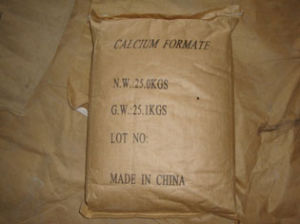 CALCIUM FORMATE
N.W.:25.0KGS
G.W.:25.1KGS
LOT NO:
MADE IN CHINA